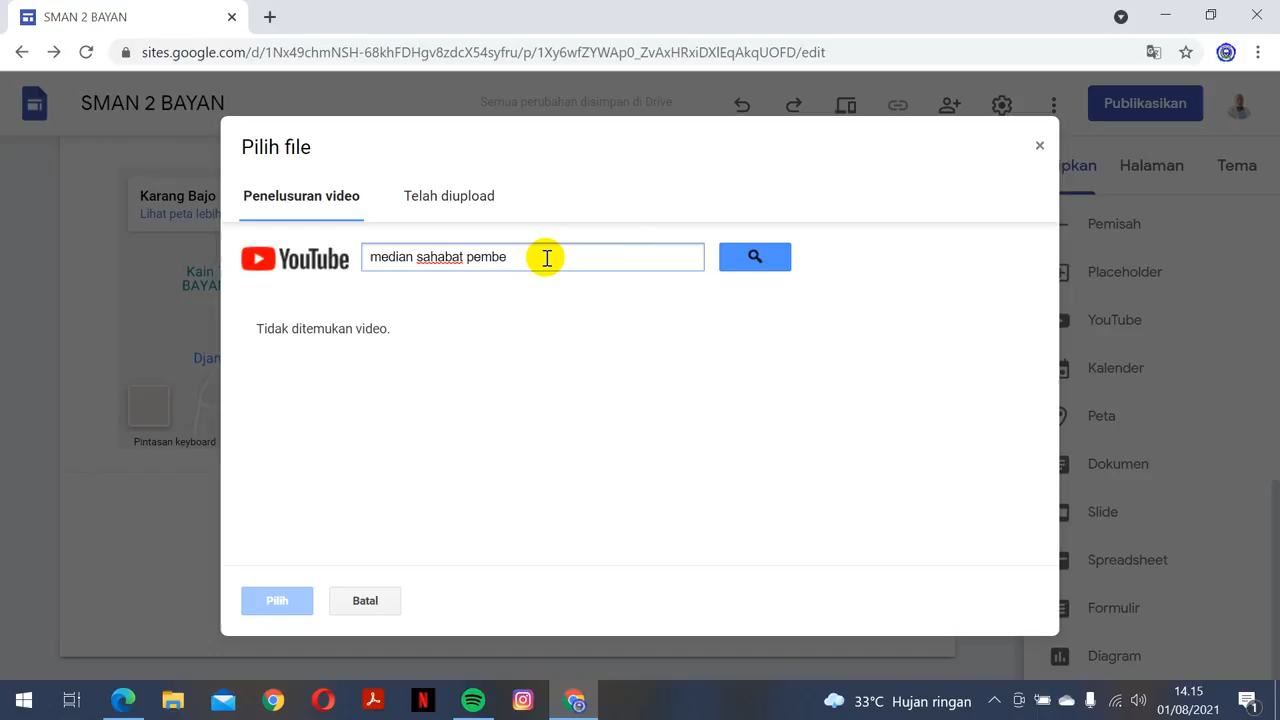 SMAN 2 BAYAN
sites.google.com/d/1Nx49chmNSH-68khFDHgv8zdcX54syfru/p/1Xy6wfZYWAp0_ZvAxHRxiDXIEqAkqUOFD/edit
SMAN 2 BAYAN
Semua perubahan disimpan di Drive
Publikasikan
Pilih file
pkan
Halaman
Tema
Penelusuran video
Telah diupload
Karang Bajo
Lihat peta lebih
YouTube
median sahabat pembe
Kain
BAYAN
Tidak ditemukan video.
Djan
Pintasan keyboard
Pemisah
Placeholder
YouTube
Kalender
Peta
Dokumen
Slide
Spreadsheet
Formulir
Diagram
Pilih
Batal
33°C Hujan ringan
14.15
01/08/2021
1